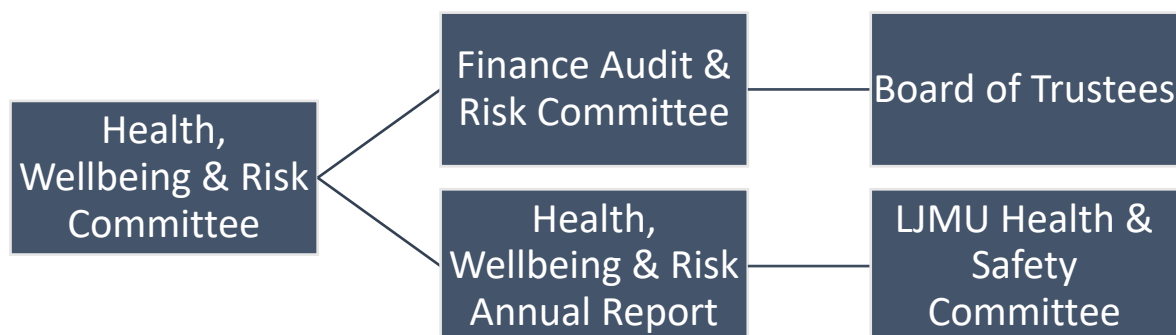 Health,
Wellbeing & Risk
Committee
Finance Audit &
Risk Committee
Board of Trustees
Health,
Wellbeing & Risk
Annual Report
LJMU Health &
Safety
Committee